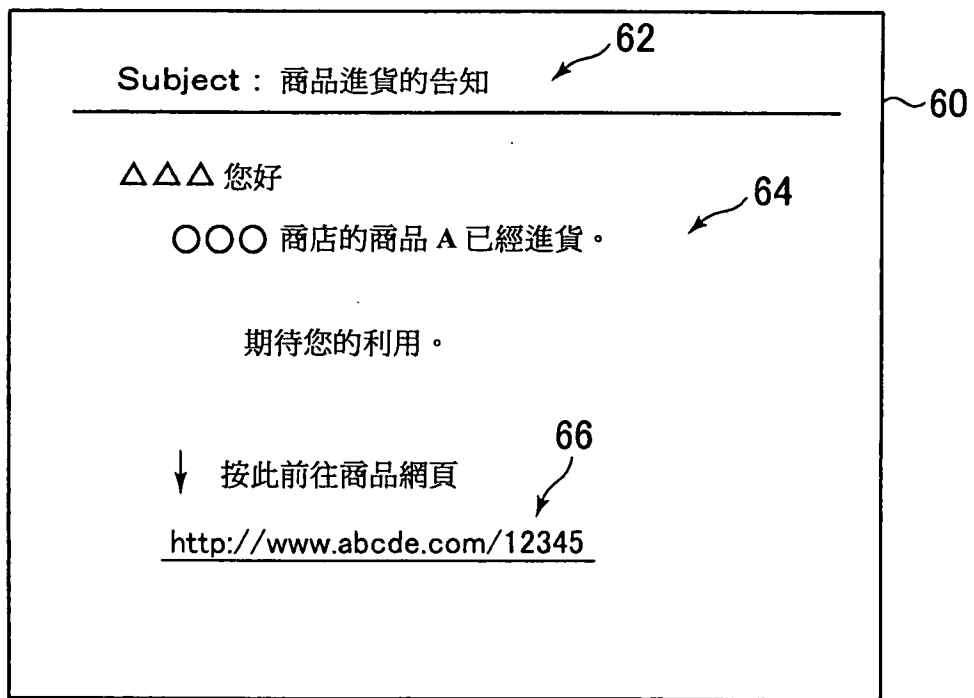 62
Subject : 商品進貨的告知
60
△△△ 您好
64
○○○ 商店的商品 A 已經進貨。
期待您的利用。
66
↓ 按此前往商品網頁
http://www.abcde.com/12345